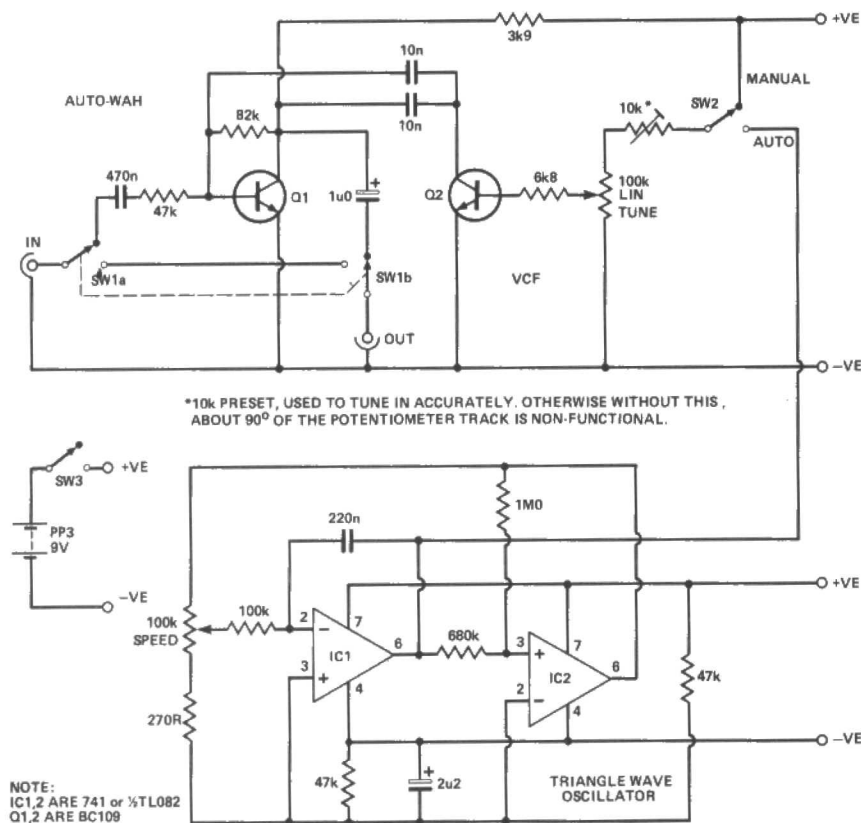 +VE
3k9
10n
MANUAL
AUTO-WAH
10k*
SW2
82k
10n
AUTO
470n
47k
Q1
1u0
+
Q2
6k8
100k
LIN
TUNE
IN
SW1a
SW1b
VCF
OUT
-VE
*10k PRESET, USED TO TUNE IN ACCURATELY. OTHERWISE WITHOUT THIS,
ABOUT 90° OF THE POTENTIOMETER TRACK IS NON-FUNCTIONAL.
SW3
+VE
PP3
9V
-VE
1M0
220n
+VE
100k
SPEED
100k
2
-
7
IC1
6
3
+
4
680k
3
+
7
IC2
6
2
-
4
47k
270R
-VE
47k
+
2u2
TRIANGLE WAVE
OSCILLATOR
NOTE:
IC1,2 ARE 741 or ½TL082
Q1,2 ARE BC109